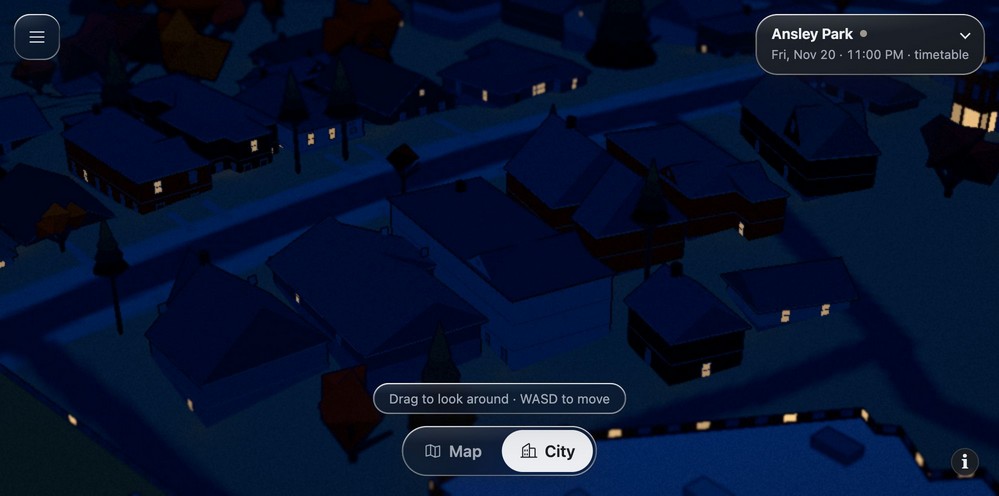 Ansley Park
Fri, Nov 20 · 11:00 PM · timetable
Drag to look around · WASD to move
Map
City
i